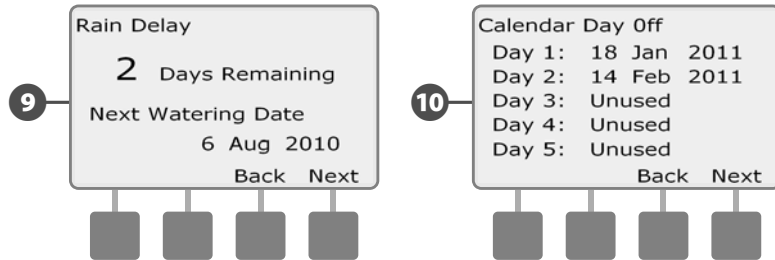 9
Rain Delay
2 Days Remaining
Next Watering Date
6 Aug 2010
Back Next
10
Calendar Day 0ff
Day 1: 18 Jan 2011
Day 2: 14 Feb 2011
Day 3: Unused
Day 4: Unused
Day 5: Unused
Back Next